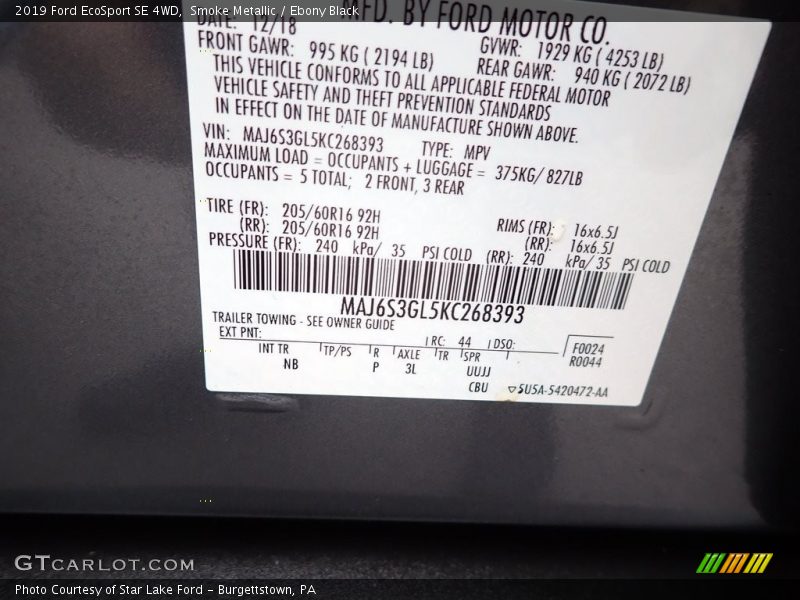 2019 Ford EcoSport SE 4WD, Smoke Metallic / Ebony Black
MFD. BY FORD MOTOR CO.
DATE: 12/18
GVWR: 1929 KG ( 4253 LB)
FRONT GAWR: 995 KG ( 2194 LB)
REAR GAWR: 940 KG ( 2072 LB)
THIS VEHICLE CONFORMS TO ALL APPLICABLE FEDERAL MOTOR
VEHICLE SAFETY AND THEFT PREVENTION STANDARDS
IN EFFECT ON THE DATE OF MANUFACTURE SHOWN ABOVE.
VIN: MAJ6S3GL5KC268393 TYPE: MPV
MAXIMUM LOAD = OCCUPANTS + LUGGAGE = 375KG/ 827LB
OCCUPANTS = 5 TOTAL; 2 FRONT, 3 REAR
TIRE (FR): 205/60R16 92H RIMS (FR): 16x6.5J
(RR): 205/60R16 92H (RR): 16x6.5J
PRESSURE (FR): 240 kPa/ 35 PSI COLD (RR): 240 kPa/ 35 PSI COLD
MAJ6S3GL5KC268393
TRAILER TOWING - SEE OWNER GUIDE
EXT PNT: RC: 44 DSO: F0024
R0044
INT TR TP/PS R AXLE TR SPR
NB P 3L UUJJ
CBU 5U5A-5420472-AA
GTCARLOT.COM
Photo Courtesy of Star Lake Ford - Burgettstown, PA